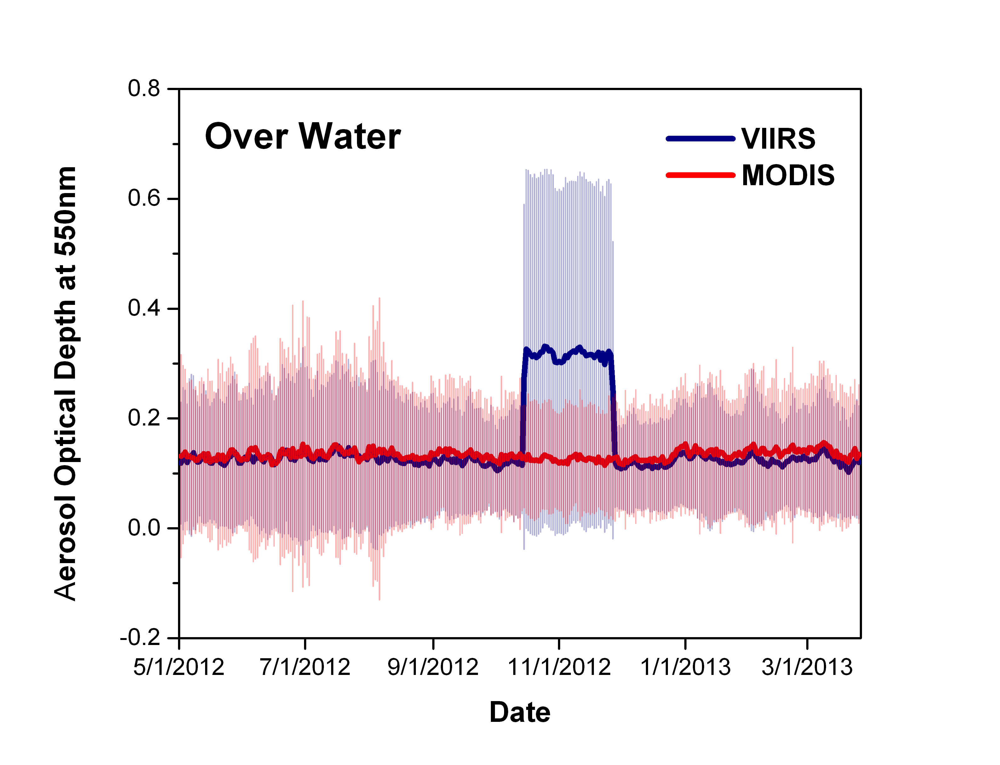 Over Water
VIIRS
MODIS
Aerosol Optical Depth at 550nm
0.8
0.6
0.4
0.2
0.0
-0.2
5/1/2012
7/1/2012
9/1/2012
11/1/2012
1/1/2013
3/1/2013
Date